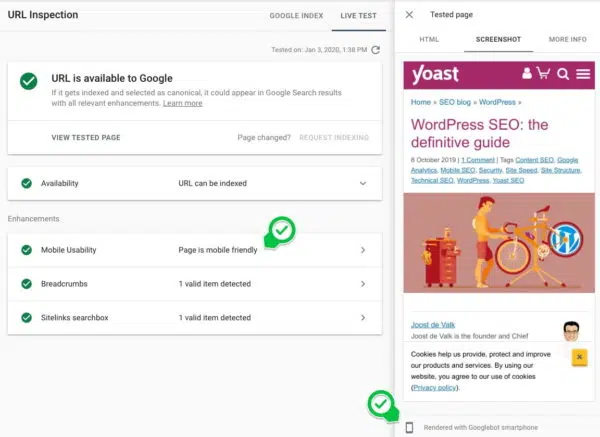 URL Inspection
GOOGLE INDEX
LIVE TEST
Tested on: Jan 3, 2020, 1:38 PM
URL is available to Google
If it gets indexed and selected as canonical, it could appear in Google Search results
with all relevant enhancements. Learn more
VIEW TESTED PAGE
Page changed?
REQUEST INDEXING
Availability
URL can be indexed
Enhancements
Mobile Usability
Page is mobile friendly
Breadcrumbs
1 valid item detected
Sitelinks searchbox
1 valid item detected
Tested page
HTML
SCREENSHOT
MORE INFO
yoast
Home » SEO blog » WordPress »
WordPress SEO: the
definitive guide
6 October 2019 | 1 Comment | Tags Content SEO, Google
Analytics, Mobile SEO, Security, Site Speed, Site Structure,
Technical SEO, WordPress, Yoast SEO
Joost de Valk
Joost de Valk is the founder and Chief
Cookies help us provide, protect and improve
our products and services. By using our
website, you agree to our use of cookies
(Privacy policy).
x
Rendered with Googlebot smartphone